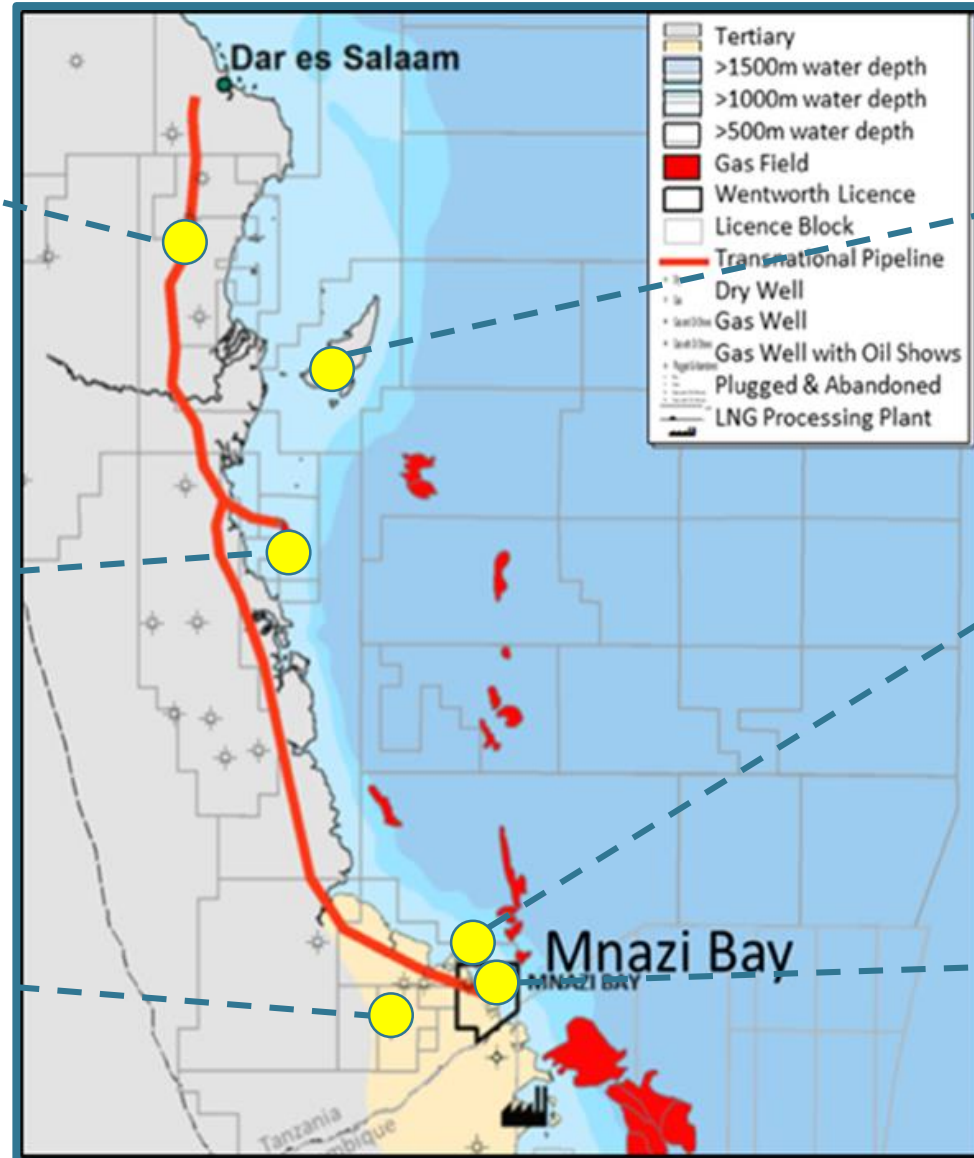 Dar es Salaam
Tertiary
>1500m water depth
>1000m water depth
>500m water depth
Gas Field
Wentworth Licence
Licence Block
Transnational Pipeline
Dry Well
Gas Well
Gas Well with Oil Shows
Plugged & Abandoned
LNG Processing Plant
Mnazi Bay
MNAZI BAY
Tanzania